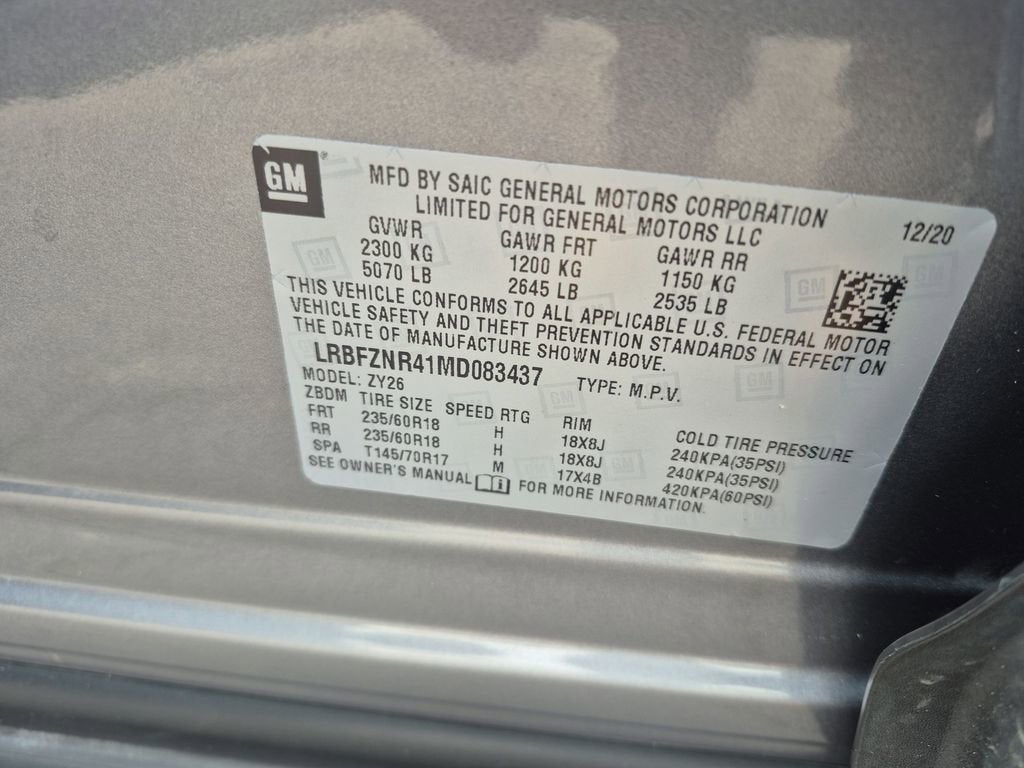 GM
MFD BY SAIC GENERAL MOTORS CORPORATION
LIMITED FOR GENERAL MOTORS LLC
12/20
GVWR GAWR FRT GAWR RR
2300 KG 1200 KG 1150 KG
5070 LB 2645 LB 2535 LB
THIS VEHICLE CONFORMS TO ALL APPLICABLE U.S. FEDERAL MOTOR
VEHICLE SAFETY AND THEFT PREVENTION STANDARDS IN EFFECT ON
THE DATE OF MANUFACTURE SHOWN ABOVE.
LRBFZNR41MD083437 TYPE: M.P.V.
MODEL: ZY26
ZBDM TIRE SIZE SPEED RTG RIM COLD TIRE PRESSURE
FRT 235/60R18 H 18X8J 240KPA(35PSI)
RR 235/60R18 H 18X8J 240KPA(35PSI)
SPA T145/70R17 M 17X4B 420KPA(60PSI)
SEE OWNER'S MANUAL FOR MORE INFORMATION.